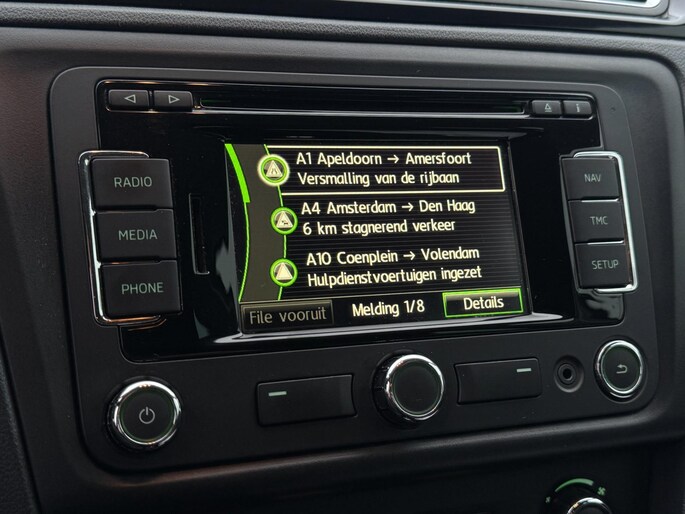 RADIO
MEDIA
PHONE
A1 Apeldoorn → Amersfoort
Versmalling van de rijbaan
A4 Amsterdam → Den Haag
6 km stagnerend verkeer
A10 Coenplein → Volendam
Hulpdienstvoertuigen ingezet
File vooruit
Melding 1/8
Details
i
NAV
TMC
SETUP